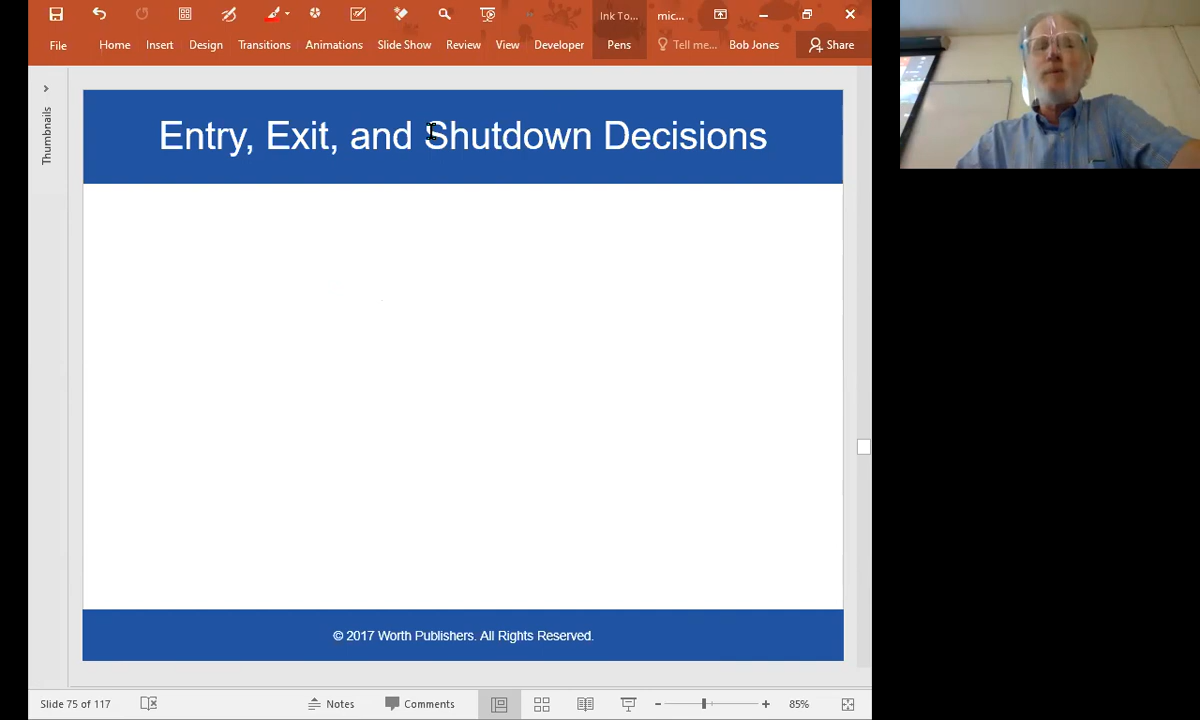 Ink To...
mic...
File
Home
Insert
Design
Transitions
Animations
Slide Show
Review
View
Developer
Pens
Tell me...
Bob Jones
Share
Thumbnails
Entry, Exit, and Shutdown Decisions
© 2017 Worth Publishers. All Rights Reserved.
Slide 75 of 117
Notes
Comments
85%